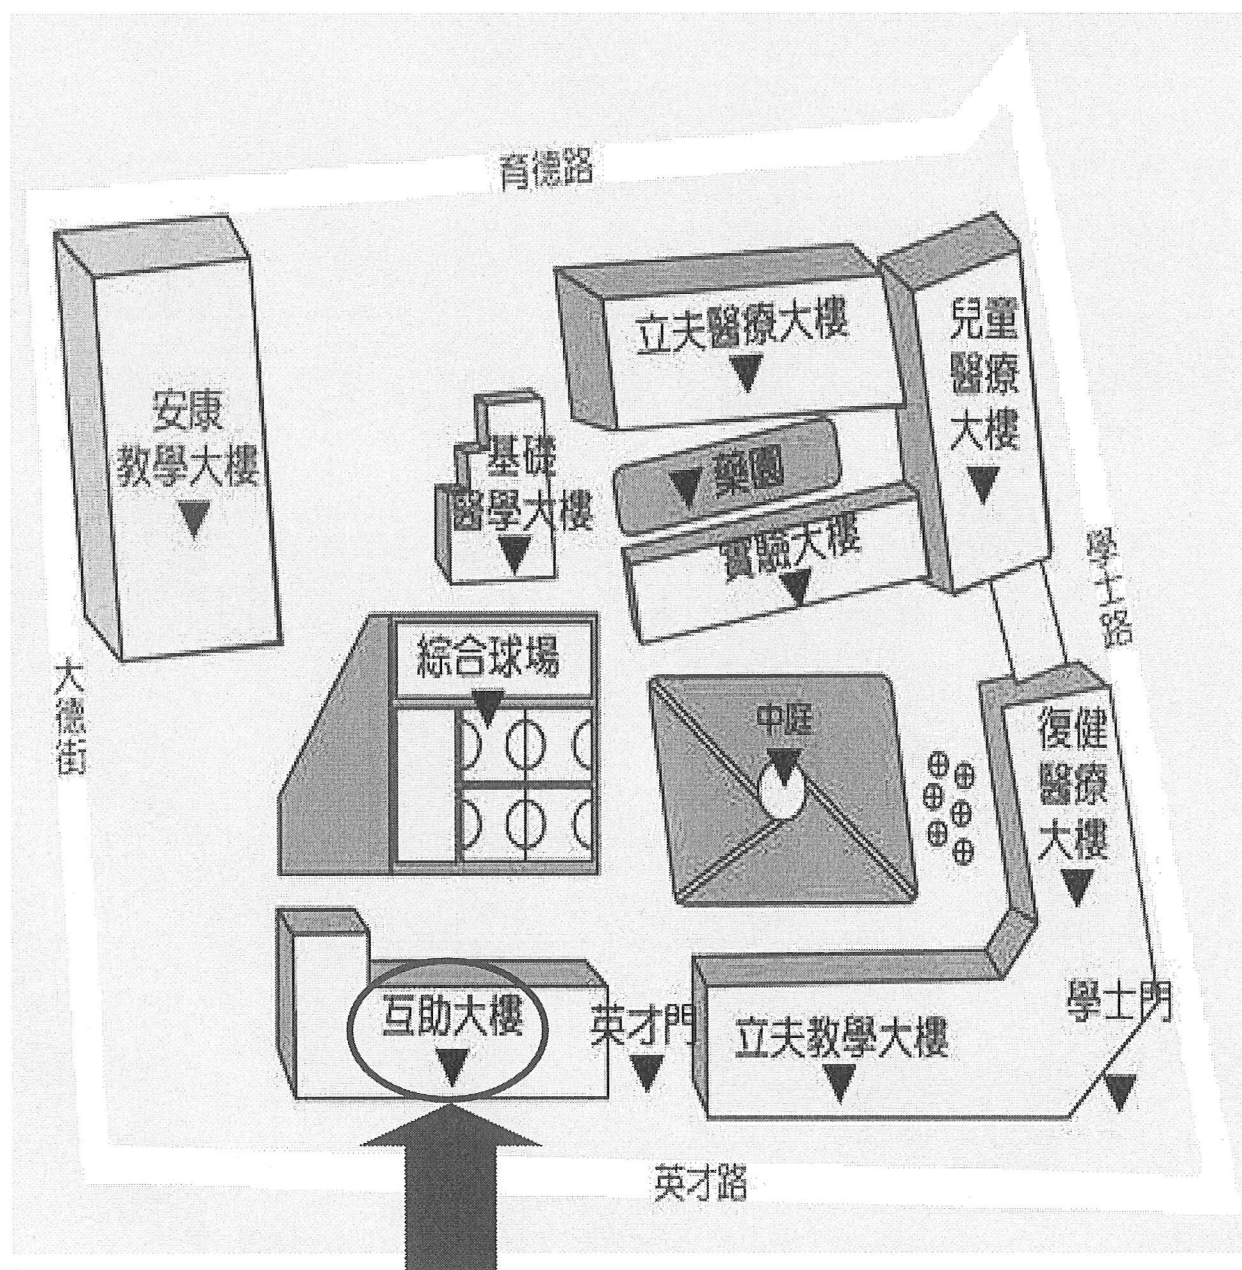 育德路
立夫醫療大樓
兒童
醫療
大樓
安康
教學大樓
基礎
醫學大樓
藥園
實驗大樓
學士路
綜合球場
大德街
中庭
復健
醫療
大樓
互助大樓
英才門
立夫教學大樓
學士門
英才路